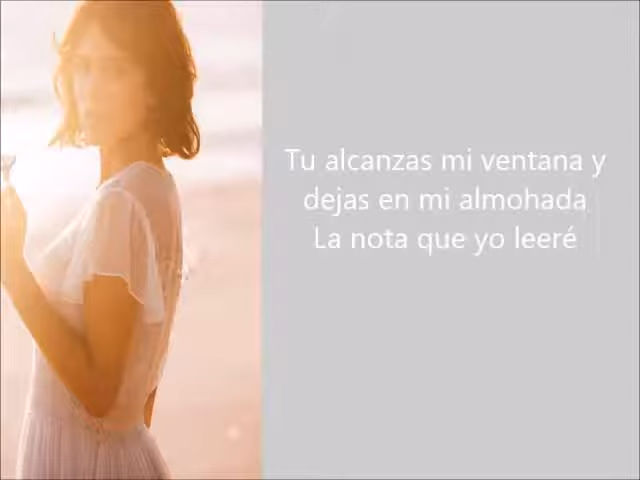 Tu alcanzas mi ventana y
dejas en mi almohada
La nota que yo leeré